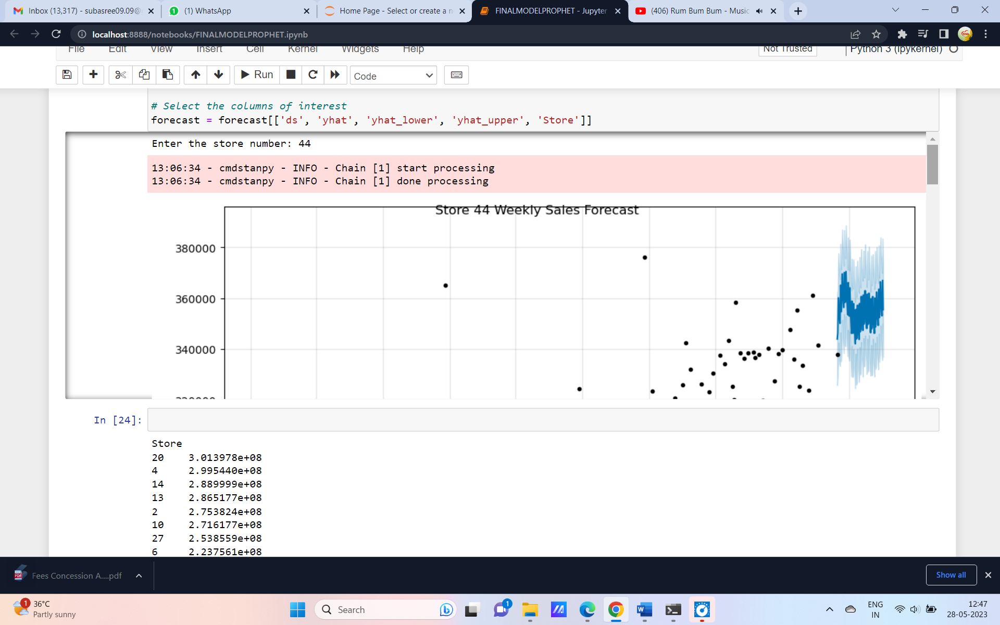 Inbox (13,317) - subasree09.09@
(1) WhatsApp
Home Page - Select or create a n
FINALMODELPROPHET - Jupyter
(406) Rum Bum Bum - Music
localhost:8888/notebooks/FINALMODELPROPHET.ipynb
File Edit View Insert Cell Kernel Widgets Help
Not Trusted
Python 3 (ipykernel)
Run
Code
# Select the columns of interest
forecast = forecast[['ds', 'yhat', 'yhat_lower', 'yhat_upper', 'Store']]
Enter the store number: 44
13:06:34 - cmdstanpy - INFO - Chain [1] start processing
13:06:34 - cmdstanpy - INFO - Chain [1] done processing
Store 44 Weekly Sales Forecast
380000
360000
340000
In [24]:
Store
20 3.013978e+08
4 2.995440e+08
14 2.889999e+08
13 2.865177e+08
2 2.753824e+08
10 2.716177e+08
27 2.538559e+08
6 2.237561e+08
Fees Concession A....pdf
Show all
1
36°C
Partly sunny
Search
1
ENG
IN
12:47
28-05-2023